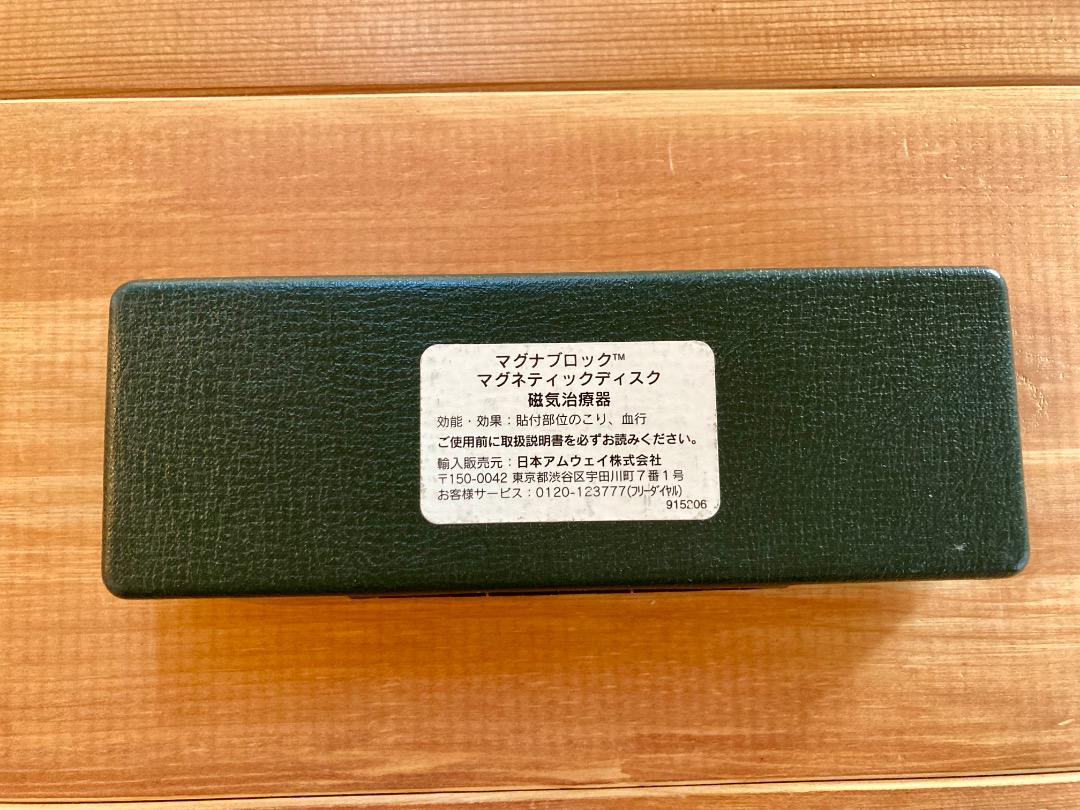 マグナブロック™
マグネティックディスク
磁気治療器
効能・効果：貼付部位のこり、血行
ご使用前に取扱説明書を必ずお読みください。
輸入販売元：日本アムウェイ株式会社
〒150-0042 東京都渋谷区宇田川町7番1号
お客様サービス：0120-123777(ﾌﾘｰﾀﾞｲﾔﾙ)
915206